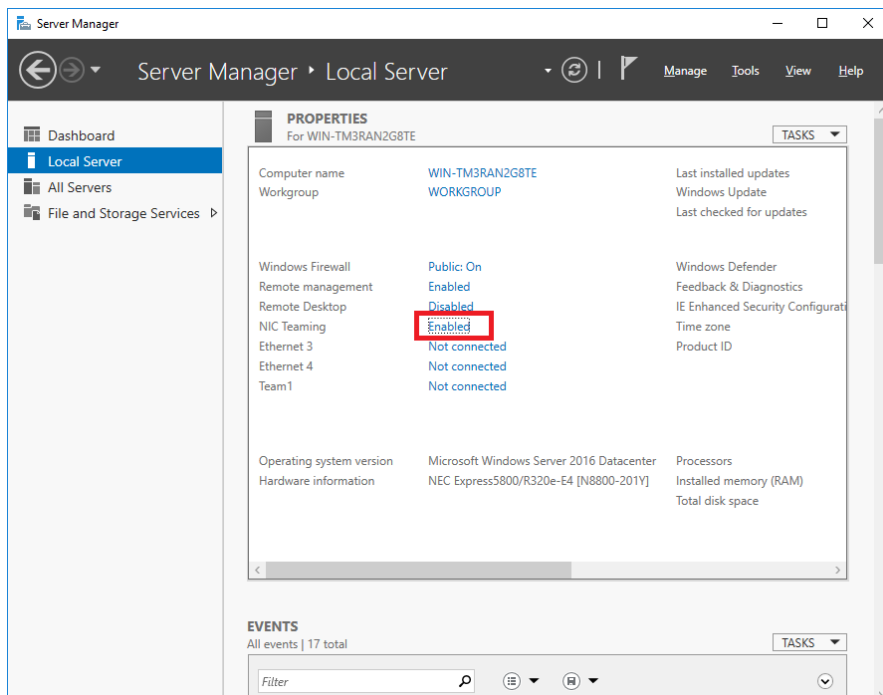 Server Manager
Server Manager ‣ Local Server
Manage Tools View Help
Dashboard
Local Server
All Servers
File and Storage Services
PROPERTIES
For WIN-TM3RAN2G8TE
TASKS
Computer name WIN-TM3RAN2G8TE Last installed updates
Workgroup WORKGROUP Windows Update
Last checked for updates
Windows Firewall Public: On Windows Defender
Remote management Enabled Feedback & Diagnostics
Remote Desktop Disabled IE Enhanced Security Configurati
NIC Teaming Enabled Time zone
Ethernet 3 Not connected Product ID
Ethernet 4 Not connected
Team1 Not connected
Operating system version Microsoft Windows Server 2016 Datacenter Processors
Hardware information NEC Express5800/R320e-E4 [N8800-201Y] Installed memory (RAM)
Total disk space
EVENTS
All events | 17 total
TASKS
Filter